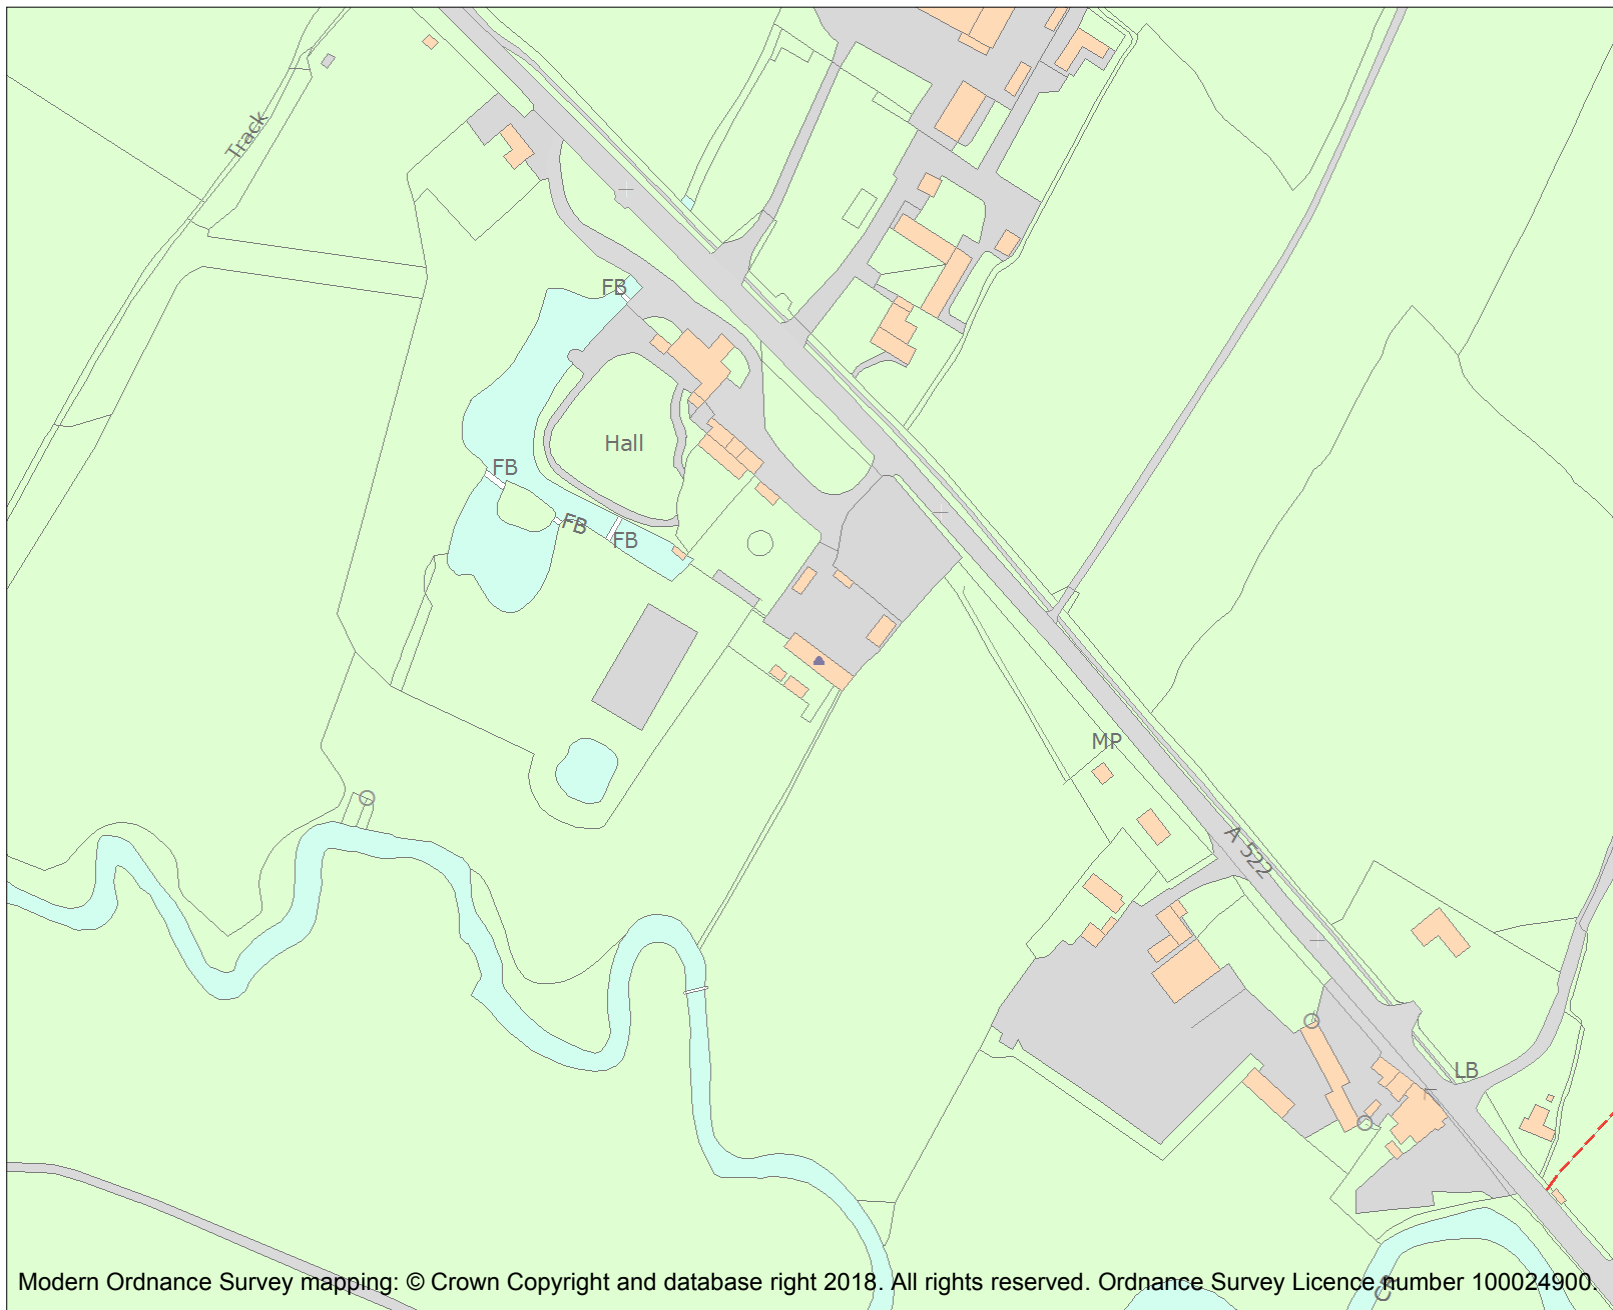 Track
FB
Hall
FB
FB
FB
MP
A 522
LB
Modern Ordnance Survey mapping: © Crown Copyright and database right 2018. All rights reserved. Ordnance Survey Licence number 100024900.